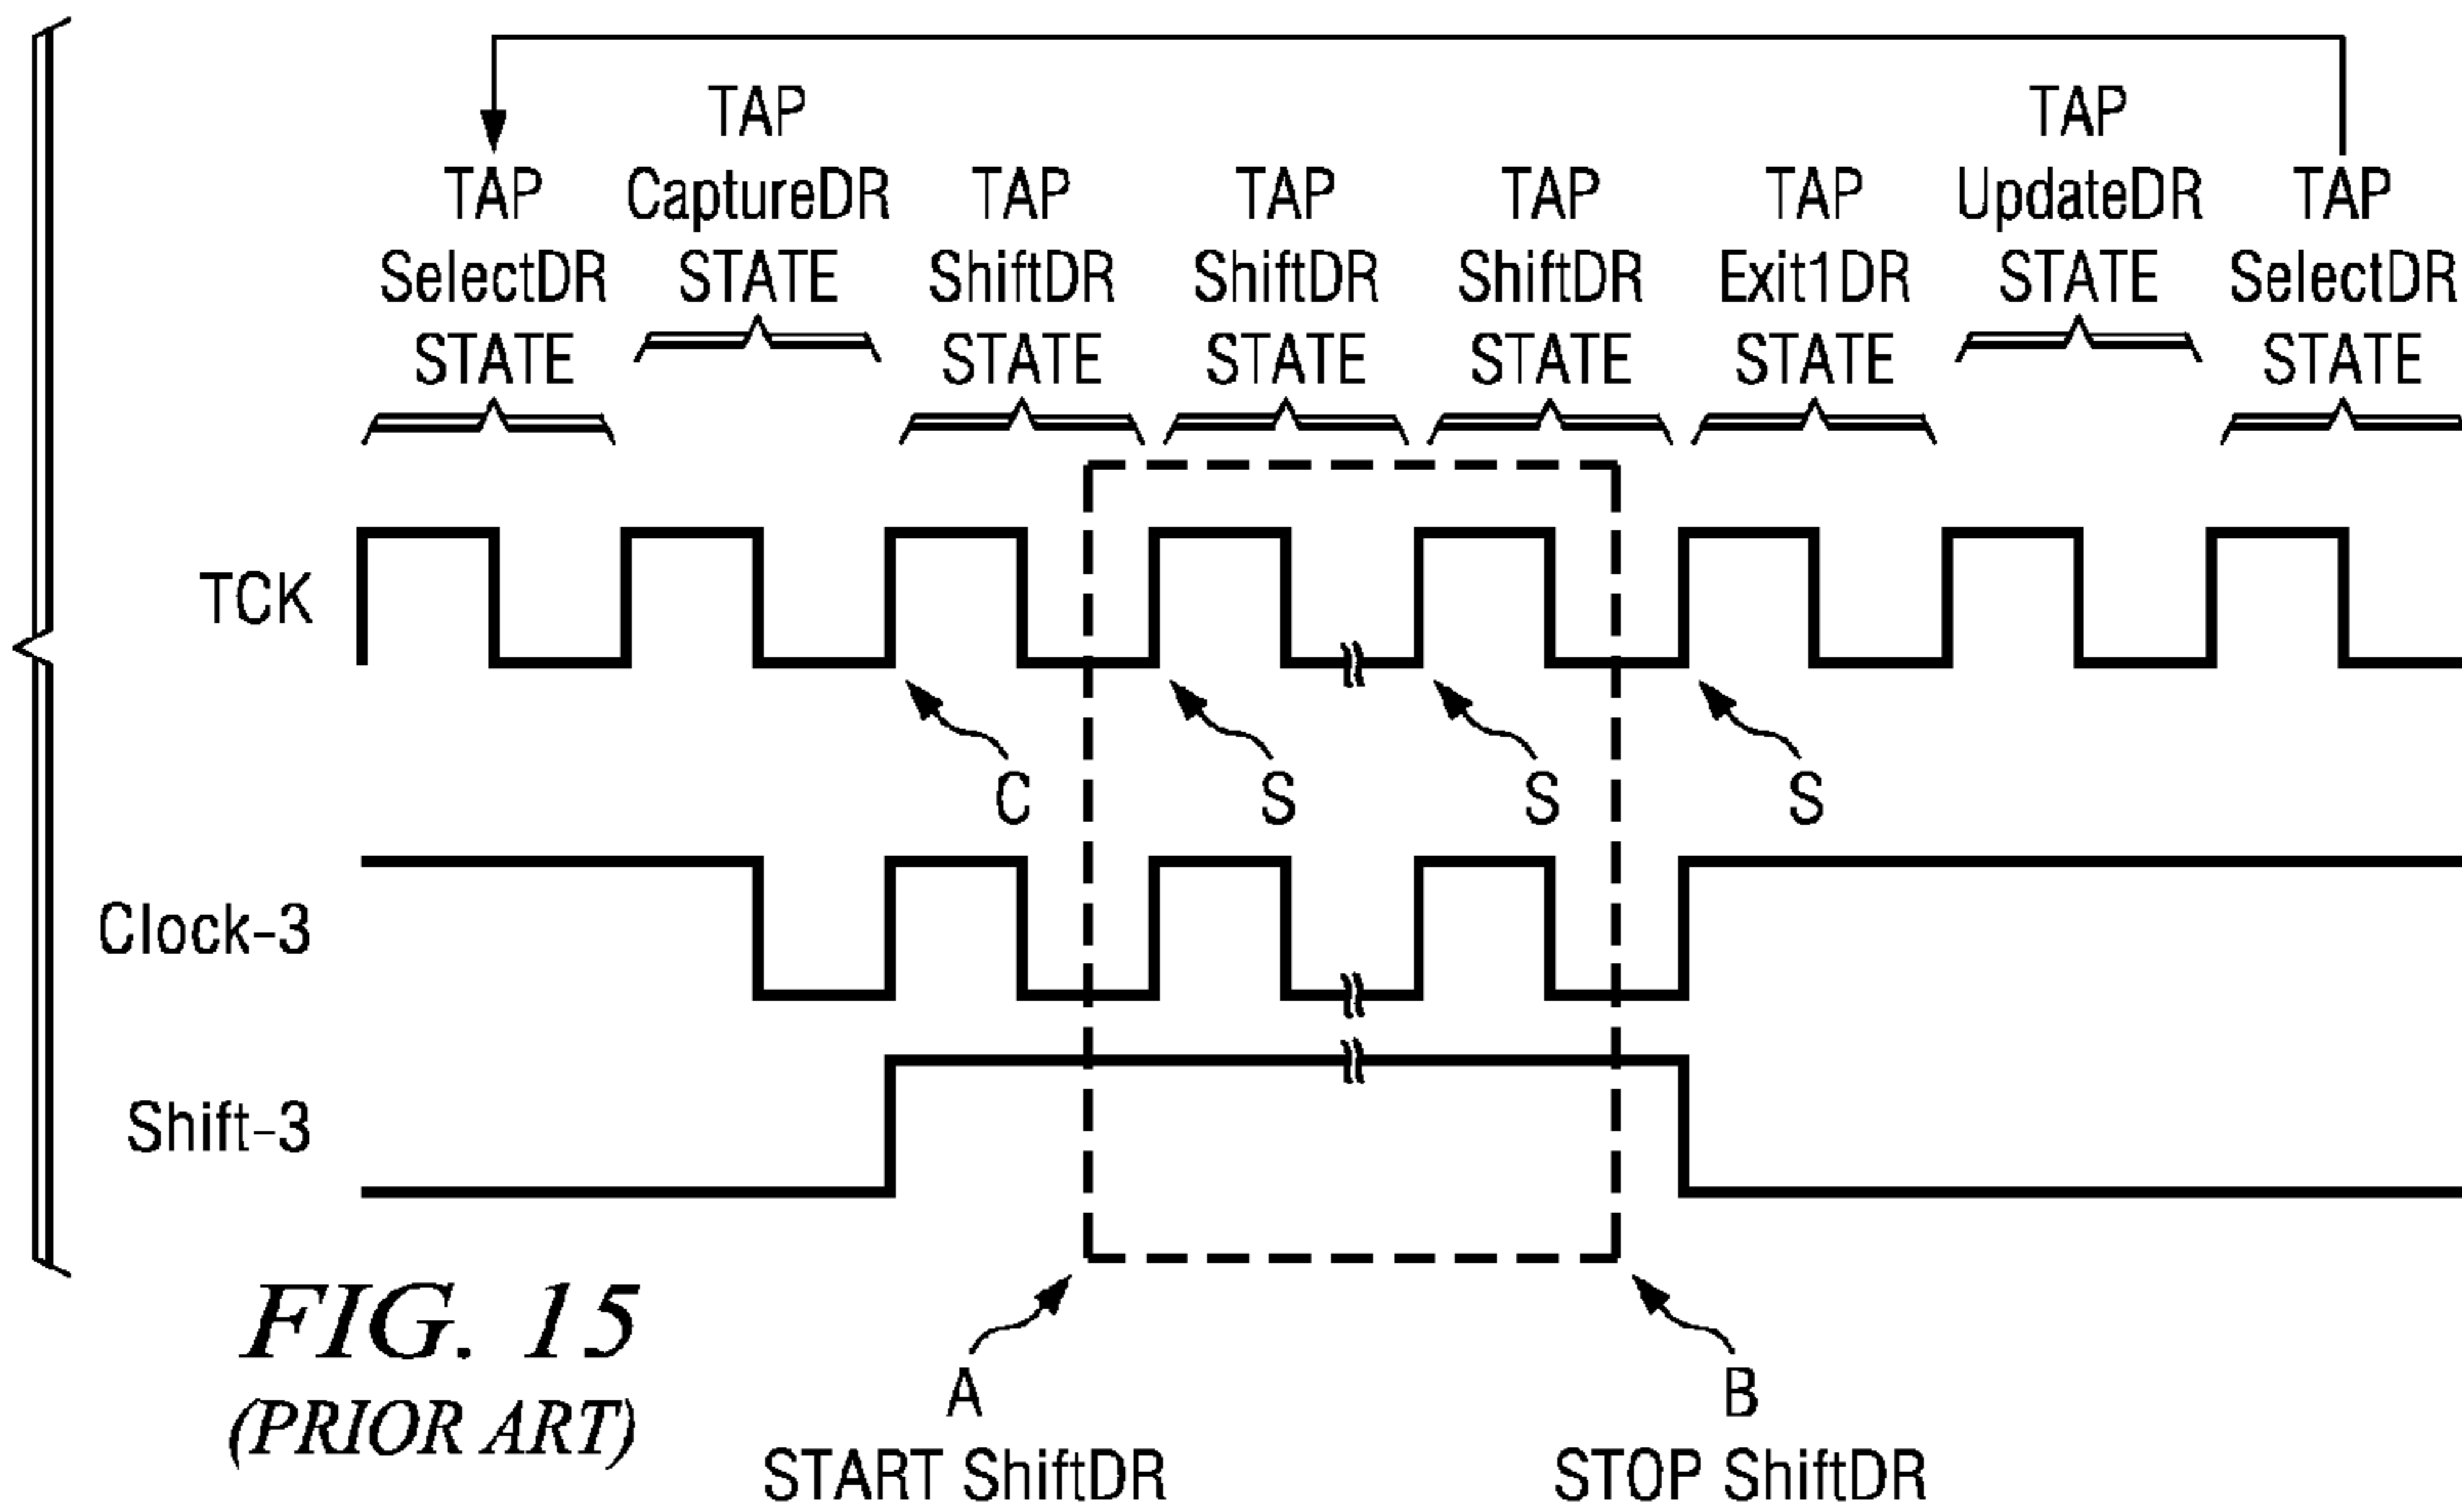 TAP
SelectDR
STATE
TAP
CaptureDR
STATE
TAP
ShiftDR
STATE
TAP
ShiftDR
STATE
TAP
ShiftDR
STATE
TAP
Exit1DR
STATE
TAP
UpdateDR
STATE
TAP
SelectDR
STATE
TCK
C
S
S
S
Clock-3
Shift-3
A
START ShiftDR
B
STOP ShiftDR
FIG. 15
(PRIOR ART)